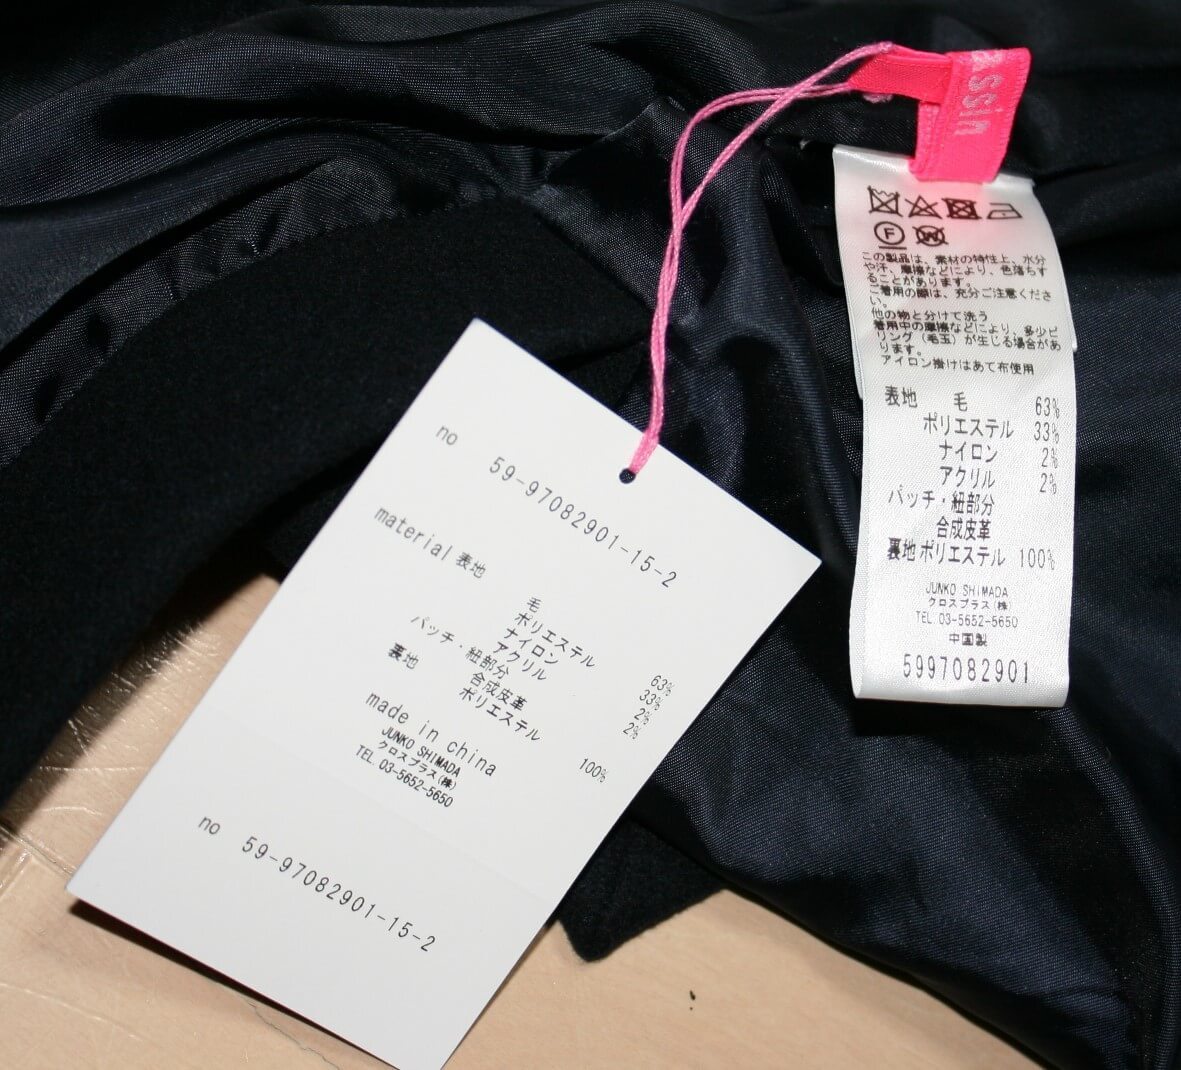 no 59-97082901-15-2
material 表地
毛 63%
ポリエステル 33%
ナイロン 2%
アクリル 2%
パッチ・紐部分
合成皮革
裏地 ポリエステル 100%
made in china
JUNKO SHIMADA
クロスプラス(株)
TEL.03-5652-5650
no 59-97082901-15-2
ssin
F
W
この製品は、素材の特性上、水分
や汗、摩擦などにより、色落ちす
ることがあります。
ご着用の際は、充分ご注意くださ
い。
他の物と分けて洗う
着用中の摩擦などにより、多少ピ
リング(毛玉)が生じる場合があ
ります。
アイロン掛けはあて布使用
表地 毛 63%
ポリエステル 33%
ナイロン 2%
アクリル 2%
パッチ・紐部分
合成皮革
裏地 ポリエステル 100%
JUNKO SHIMADA
クロスプラス(株)
TEL.03-5652-5650
中国製
5997082901